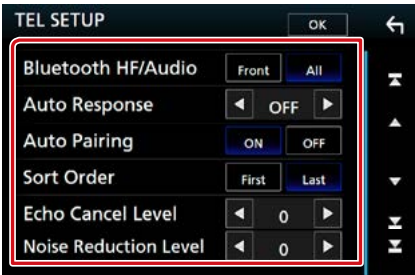 TEL SETUP OK
Bluetooth HF/Audio Front All
Auto Response OFF
Auto Pairing ON OFF
Sort Order First Last
Echo Cancel Level 0
Noise Reduction Level 0